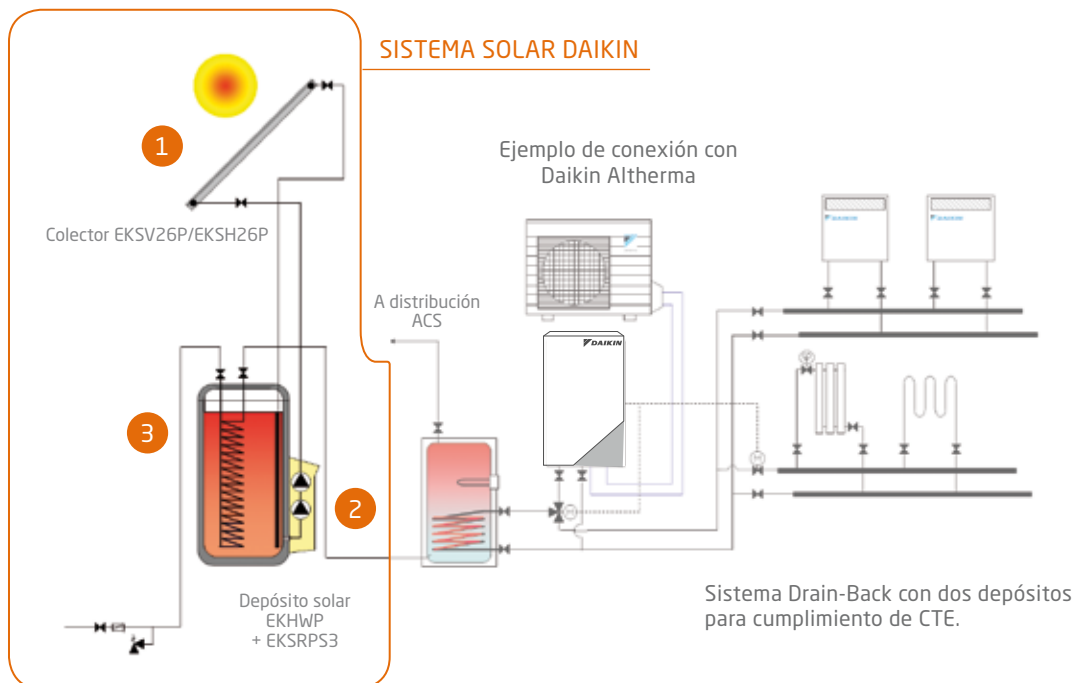 SISTEMA SOLAR DAIKIN
1
Colector EKSV26P/EKSH26P
Ejemplo de conexión con
Daikin Altherma
DAIKIN
DAIKIN
A distribución
ACS
DAIKIN
3
2
Depósito solar
EKHWP
+ EKSRPS3
Sistema Drain-Back con dos depósitos
para cumplimiento de CTE.